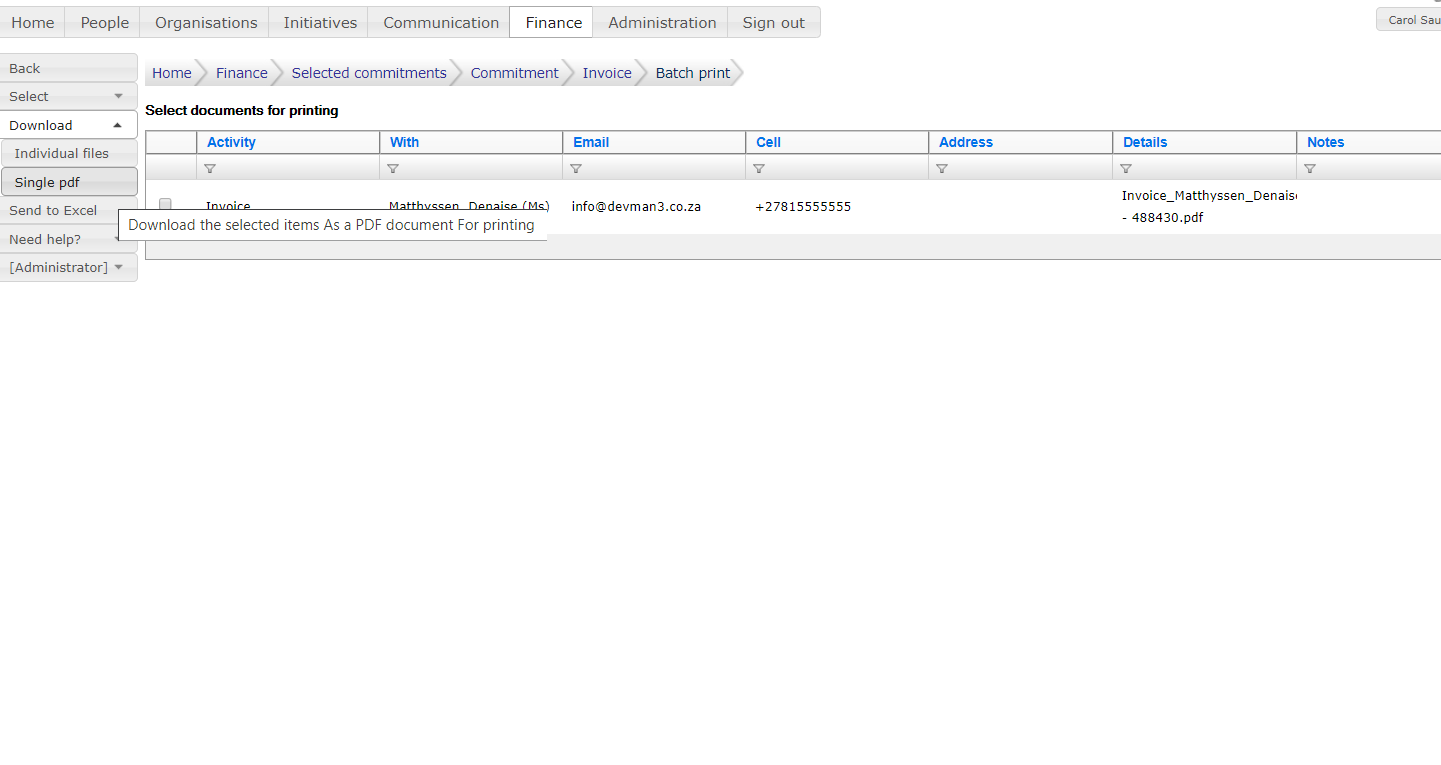 Home People Organisations Initiatives Communication Finance Administration Sign out
Carol Sau
Back
Select
Download
Individual files
Single pdf
Send to Excel
Need help?
[Administrator]
Home Finance Selected commitments Commitment Invoice Batch print
Select documents for printing
Activity With Email Cell Address Details Notes
Invoice Matthyssen, Denaise (Ms) info@devman3.co.za +27815555555 Invoice_Matthyssen_Denaise
- 488430.pdf
Download the selected items As a PDF document For printing